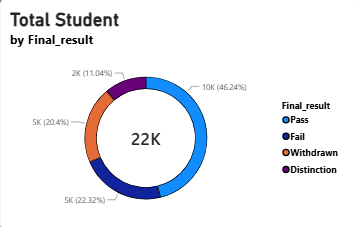 Total Student
by Final_result
2K (11.04%)
10K (46.24%)
5K (20.4%)
22K
5K (22.32%)
Final_result
Pass
Fail
Withdrawn
Distinction